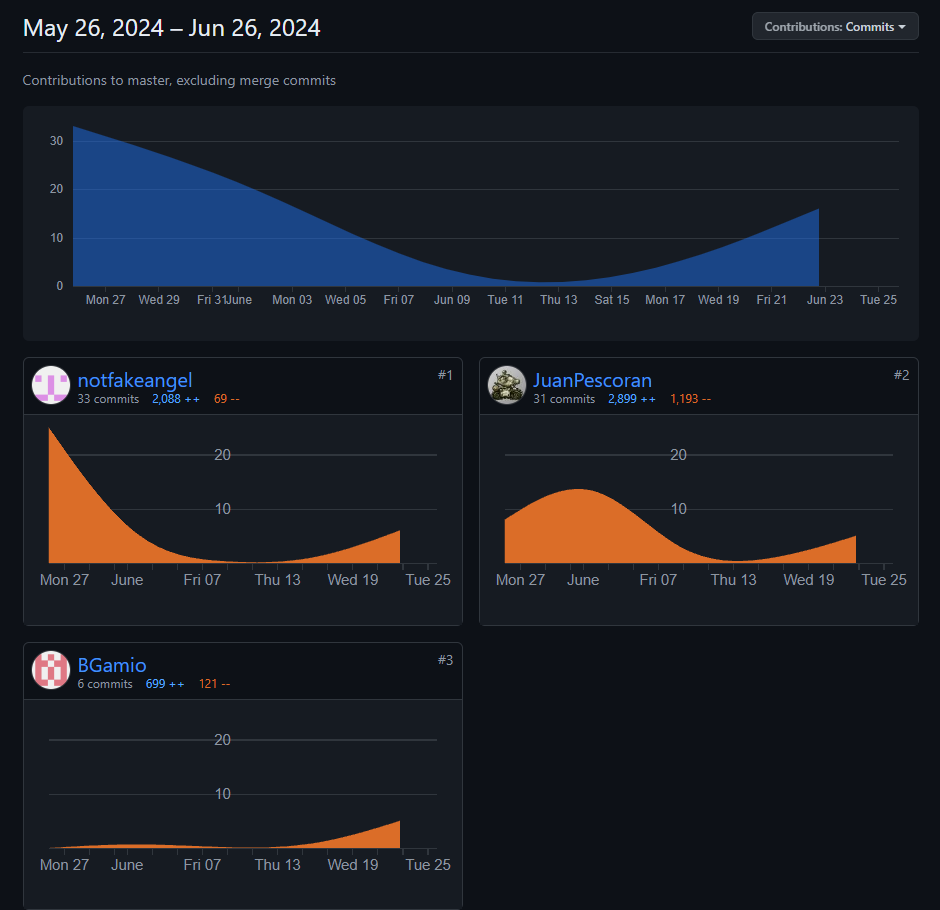 May 26, 2024 – Jun 26, 2024
Contributions: Commits
Contributions to master, excluding merge commits
30
20
10
0
Mon 27 Wed 29 Fri 31 June Mon 03 Wed 05 Fri 07 Jun 09 Tue 11 Thu 13 Sat 15 Mon 17 Wed 19 Fri 21 Jun 23 Tue 25
notfakeangel
#1
33 commits 2,088 ++ 69 --
20
10
Mon 27 June Fri 07 Thu 13 Wed 19 Tue 25
JuanPescoran
#2
31 commits 2,899 ++ 1,193 --
20
10
Mon 27 June Fri 07 Thu 13 Wed 19 Tue 25
BGamio
#3
6 commits 699 ++ 121 --
20
10
Mon 27 June Fri 07 Thu 13 Wed 19 Tue 25